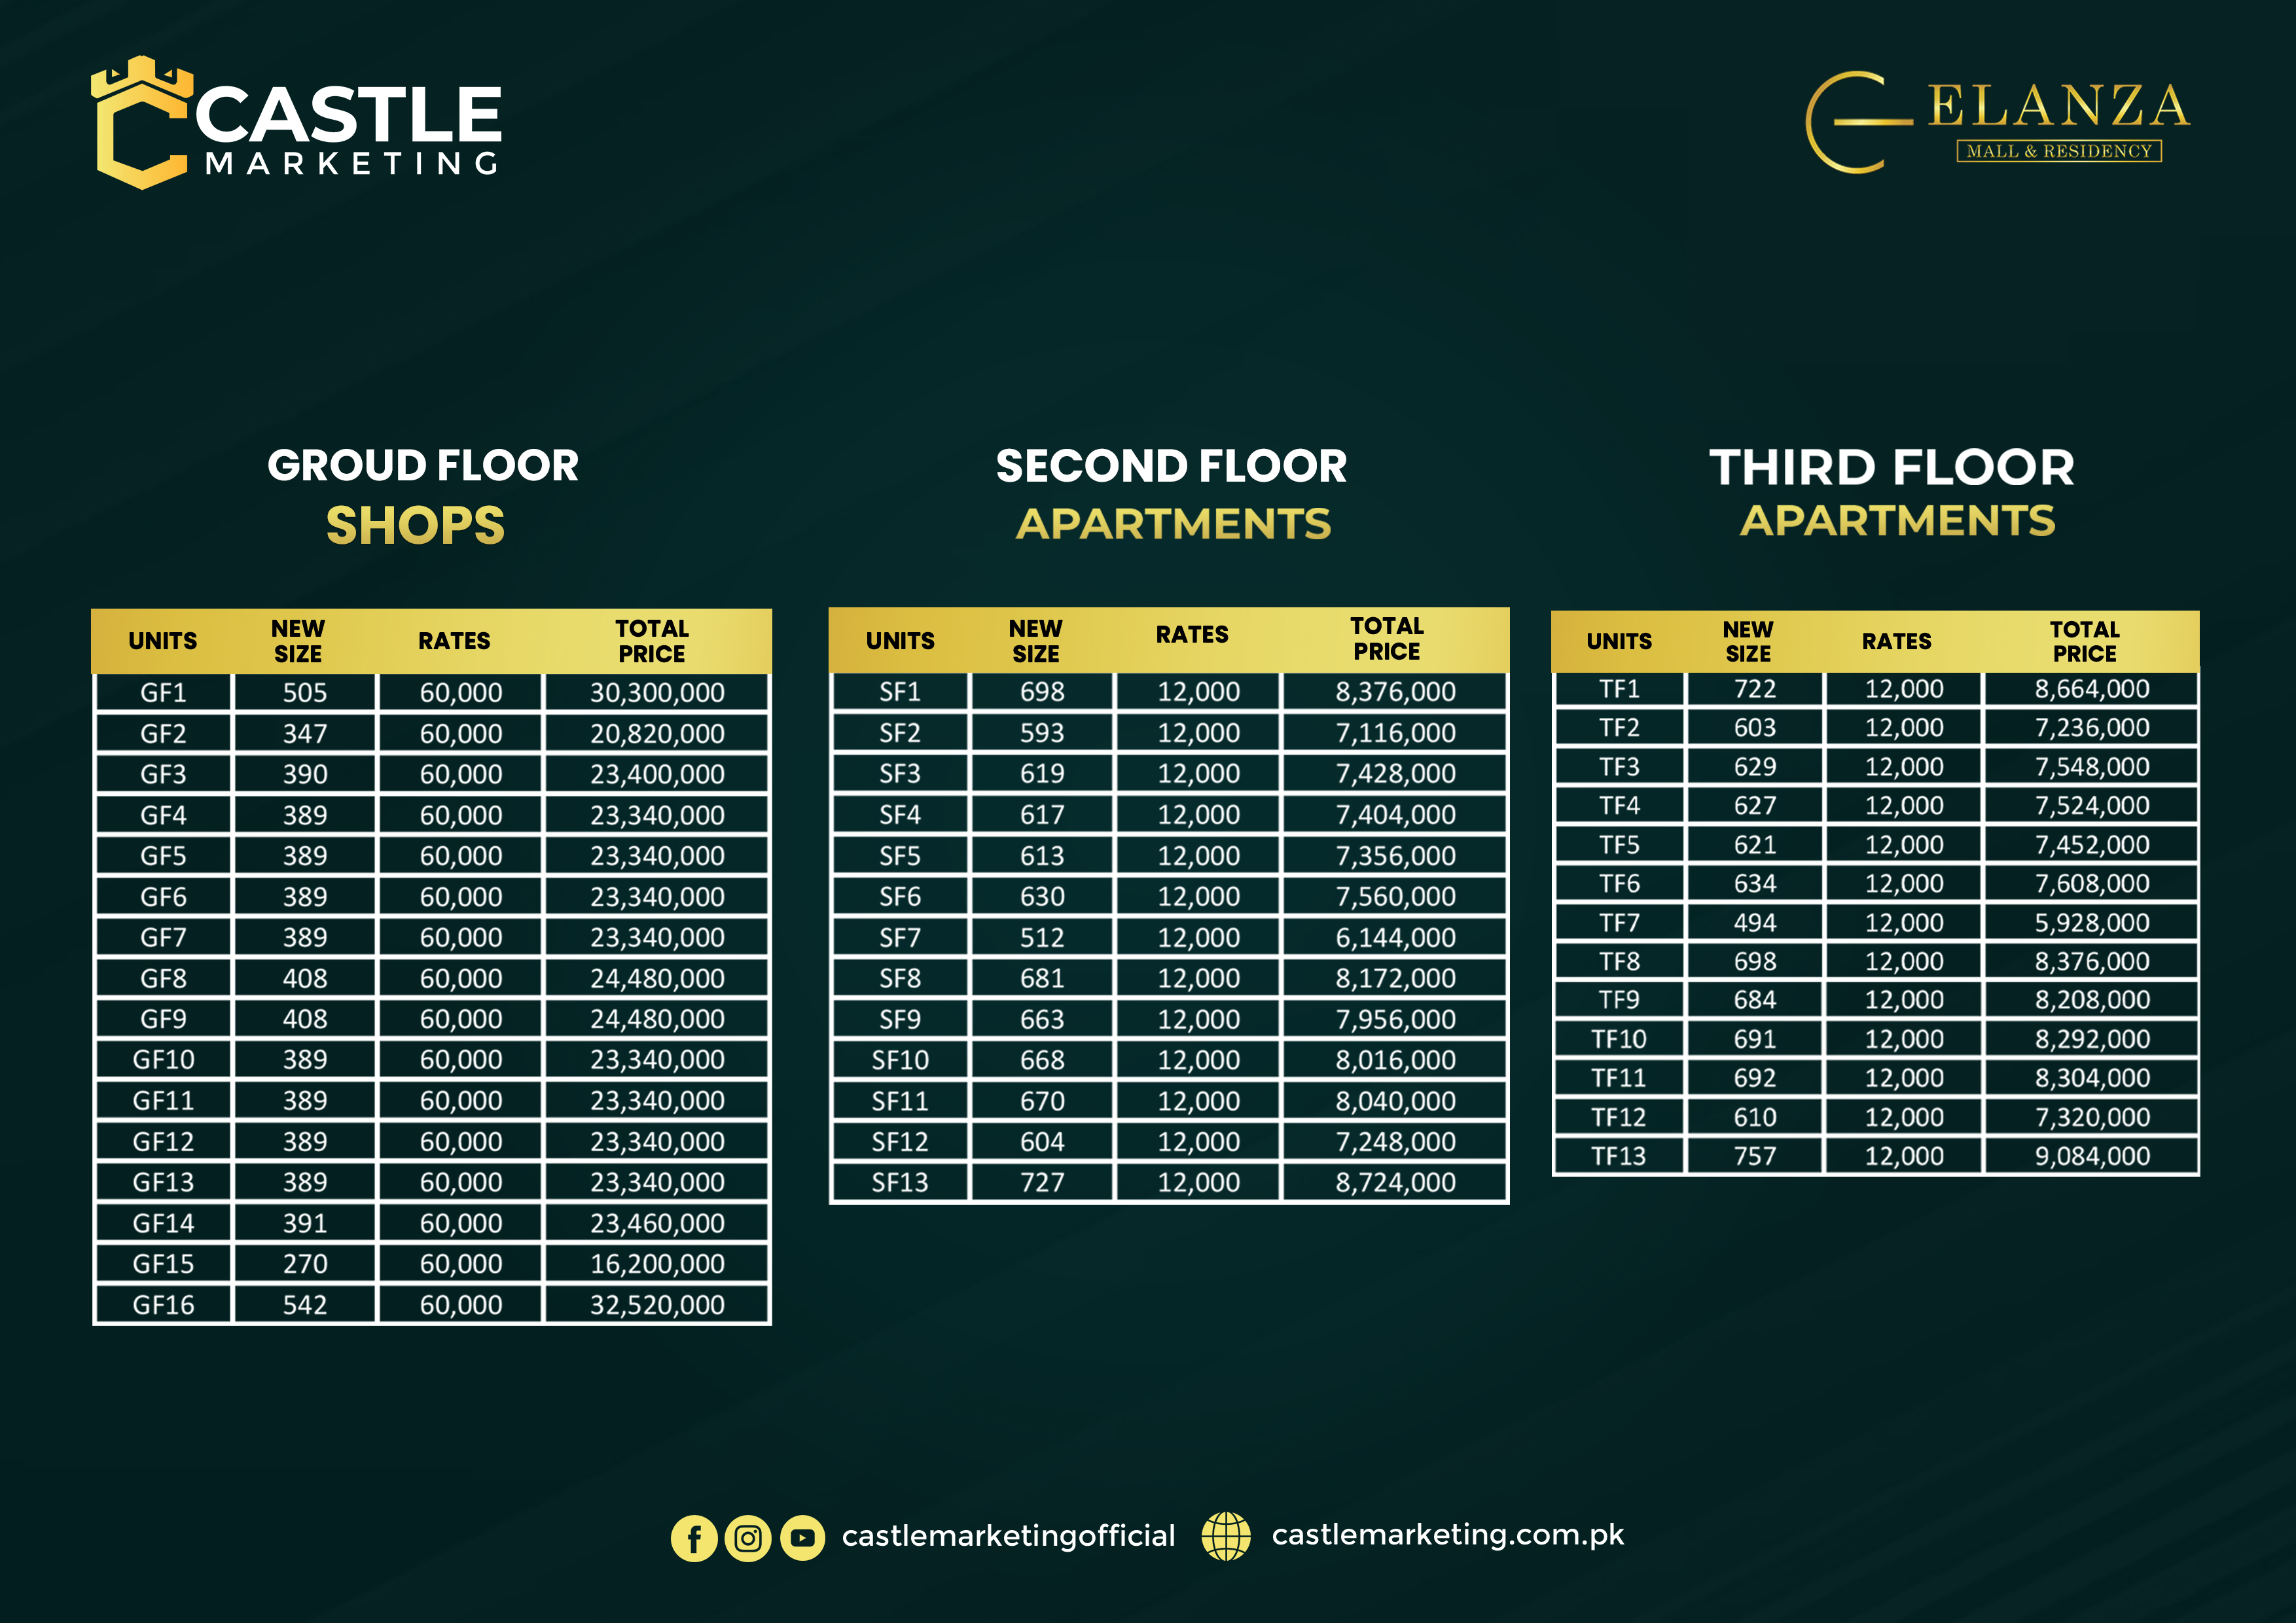 CASTLE
MARKETING
ELANZA
MALL & RESIDENCY
GROUD FLOOR
SHOPS
UNITS NEW SIZE RATES TOTAL PRICE
GF1 505 60,000 30,300,000
GF2 347 60,000 20,820,000
GF3 390 60,000 23,400,000
GF4 389 60,000 23,340,000
GF5 389 60,000 23,340,000
GF6 389 60,000 23,340,000
GF7 389 60,000 23,340,000
GF8 408 60,000 24,480,000
GF9 408 60,000 24,480,000
GF10 389 60,000 23,340,000
GF11 389 60,000 23,340,000
GF12 389 60,000 23,340,000
GF13 389 60,000 23,340,000
GF14 391 60,000 23,460,000
GF15 270 60,000 16,200,000
GF16 542 60,000 32,520,000
SECOND FLOOR
APARTMENTS
UNITS NEW SIZE RATES TOTAL PRICE
SF1 698 12,000 8,376,000
SF2 593 12,000 7,116,000
SF3 619 12,000 7,428,000
SF4 617 12,000 7,404,000
SF5 613 12,000 7,356,000
SF6 630 12,000 7,560,000
SF7 512 12,000 6,144,000
SF8 681 12,000 8,172,000
SF9 663 12,000 7,956,000
SF10 668 12,000 8,016,000
SF11 670 12,000 8,040,000
SF12 604 12,000 7,248,000
SF13 727 12,000 8,724,000
THIRD FLOOR
APARTMENTS
UNITS NEW SIZE RATES TOTAL PRICE
TF1 722 12,000 8,664,000
TF2 603 12,000 7,236,000
TF3 629 12,000 7,548,000
TF4 627 12,000 7,524,000
TF5 621 12,000 7,452,000
TF6 634 12,000 7,608,000
TF7 494 12,000 5,928,000
TF8 698 12,000 8,376,000
TF9 684 12,000 8,208,000
TF10 691 12,000 8,292,000
TF11 692 12,000 8,304,000
TF12 610 12,000 7,320,000
TF13 757 12,000 9,084,000
castlemarketingofficial castlemarketing.com.pk